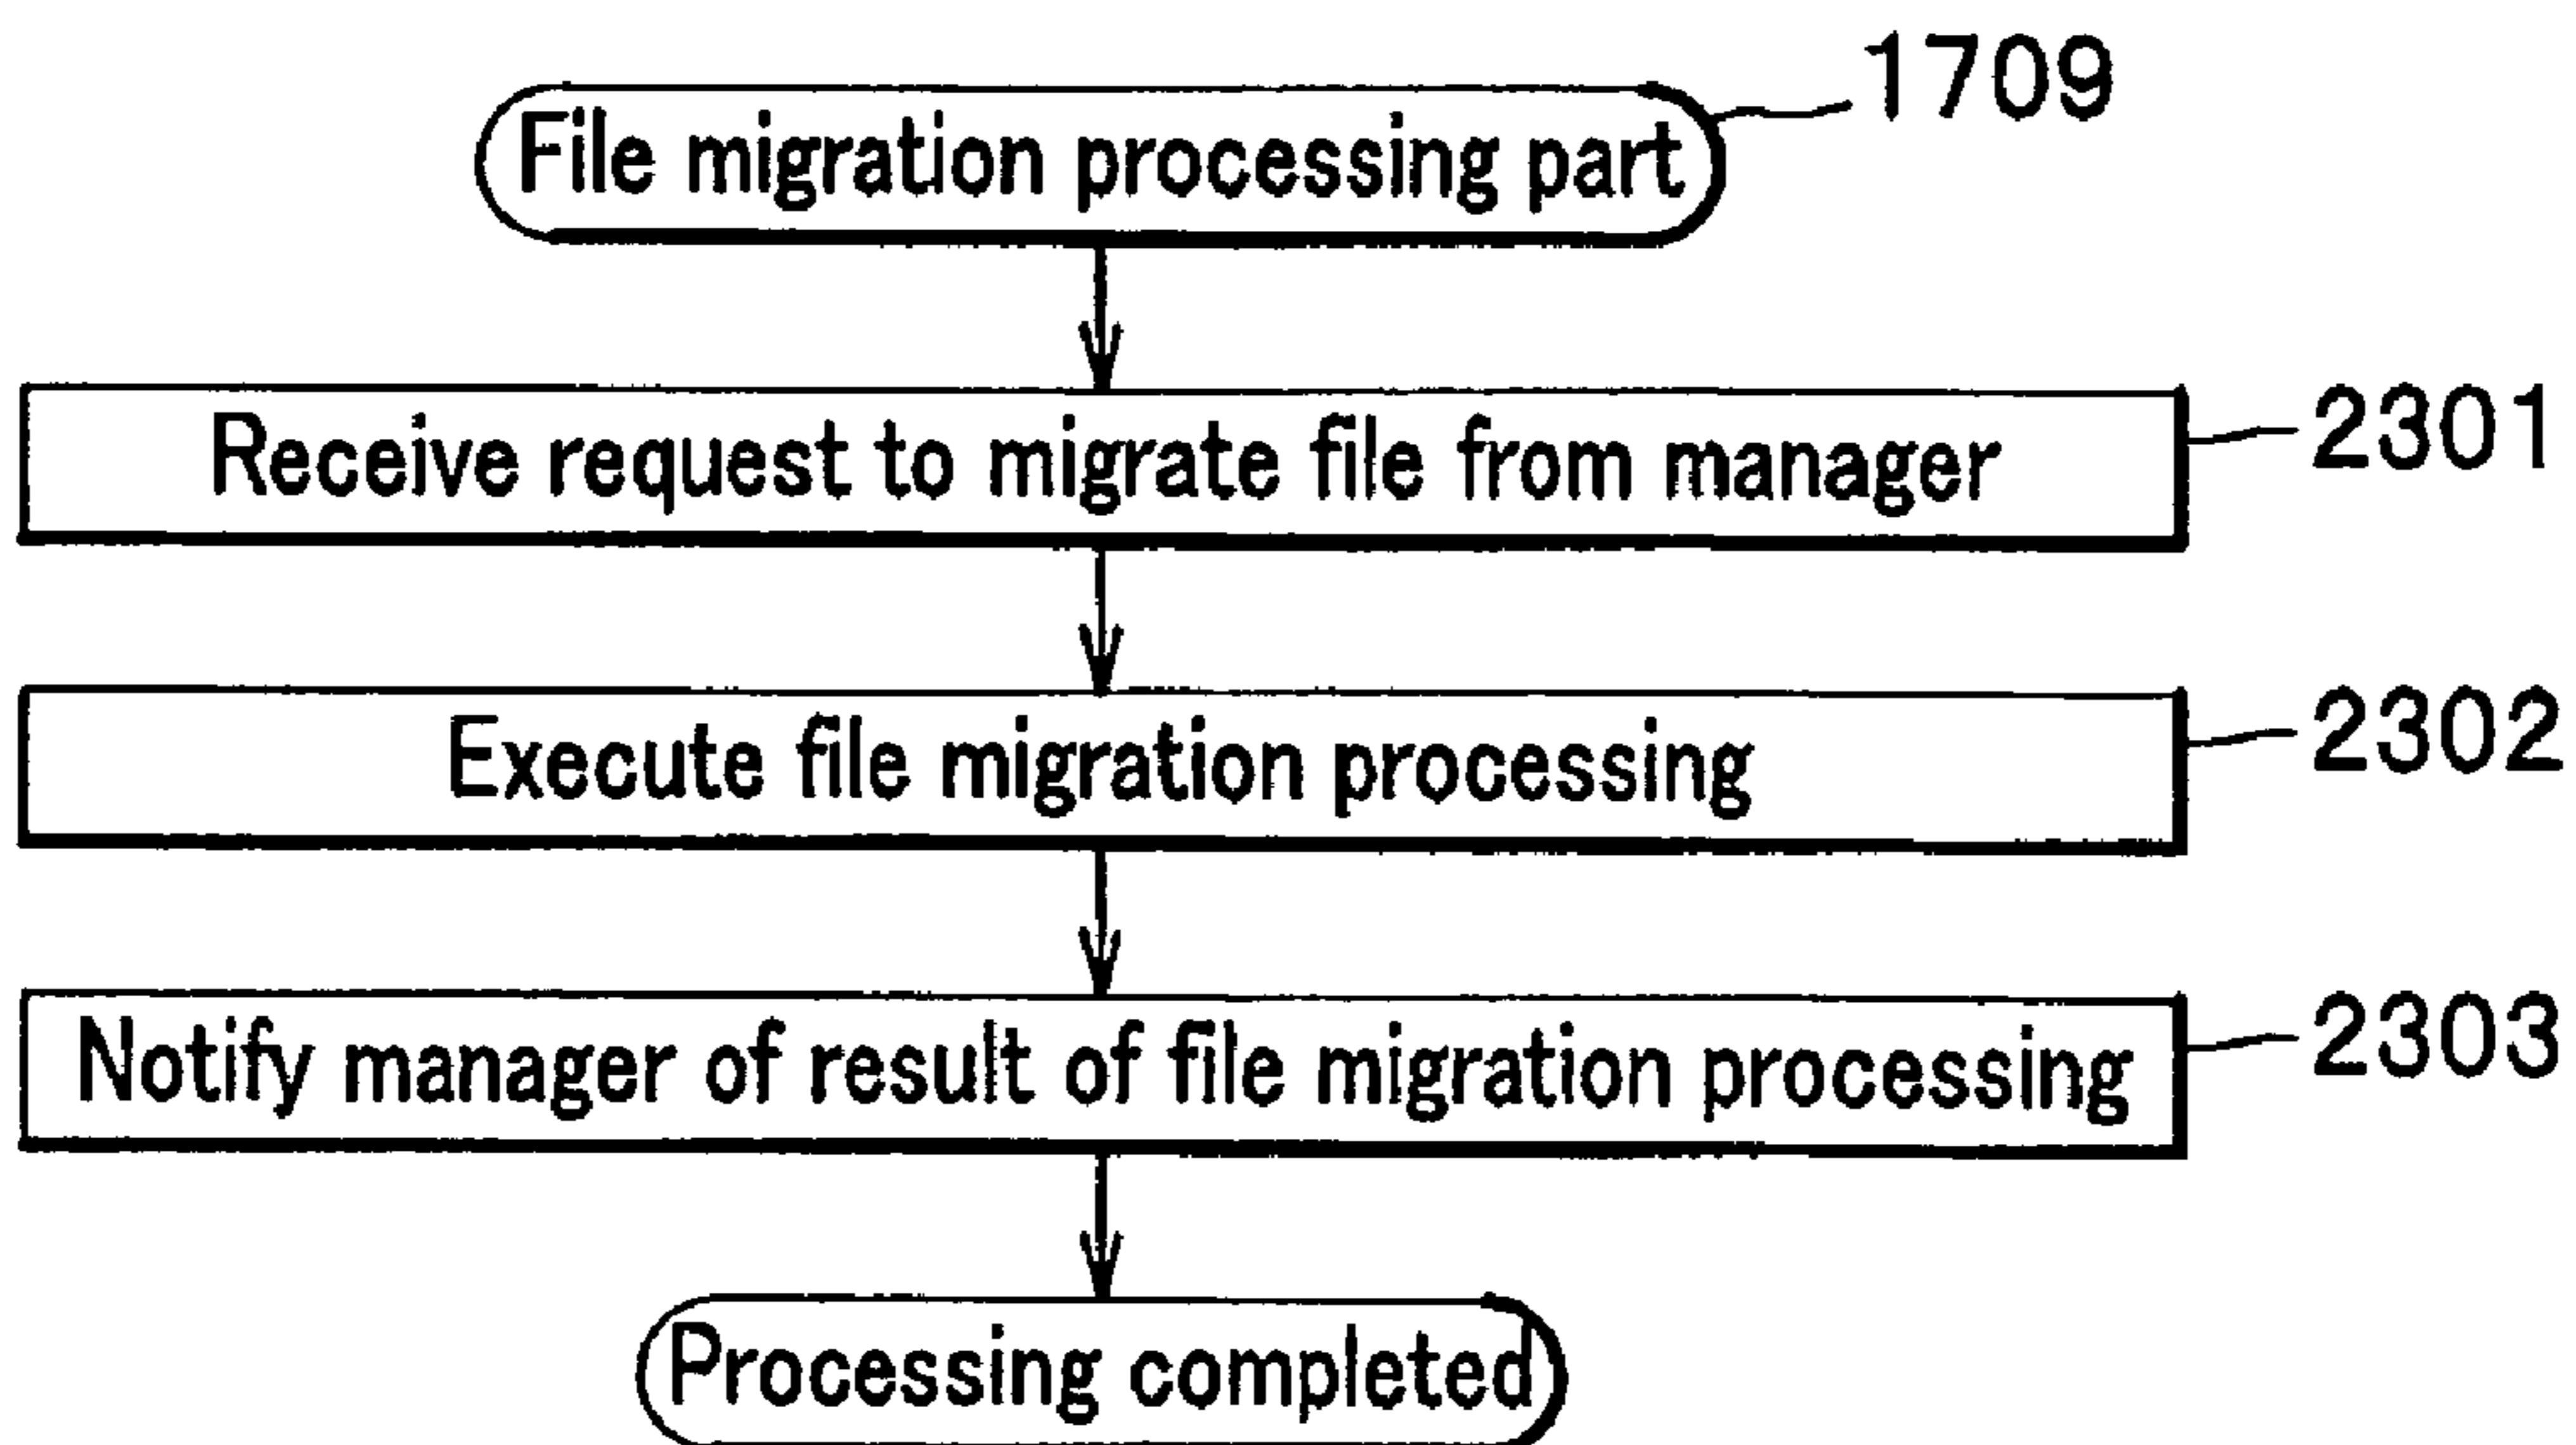 File migration processing part
1709
Receive request to migrate file from manager
2301
Execute file migration processing
2302
Notify manager of result of file migration processing
2303
Processing completed